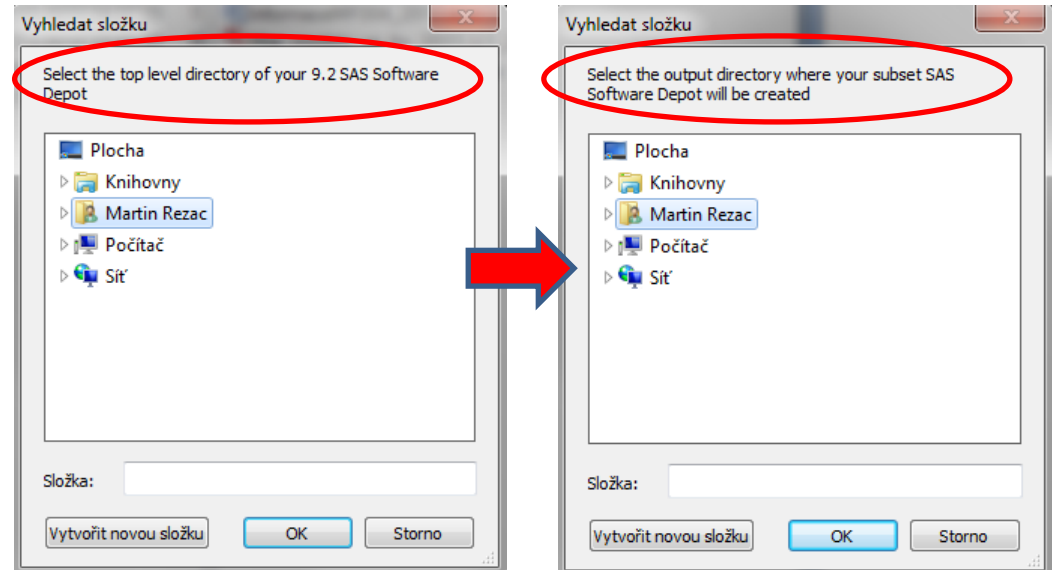 Vyhledat složku
Select the top level directory of your 9.2 SAS Software
Depot
Plocha
Knihovny
Martin Rezac
Počítač
Síť
Složka:
Vytvořit novou složku
OK
Storno
Vyhledat složku
Select the output directory where your subset SAS
Software Depot will be created
Plocha
Knihovny
Martin Rezac
Počítač
Síť
Složka:
Vytvořit novou složku
OK
Storno